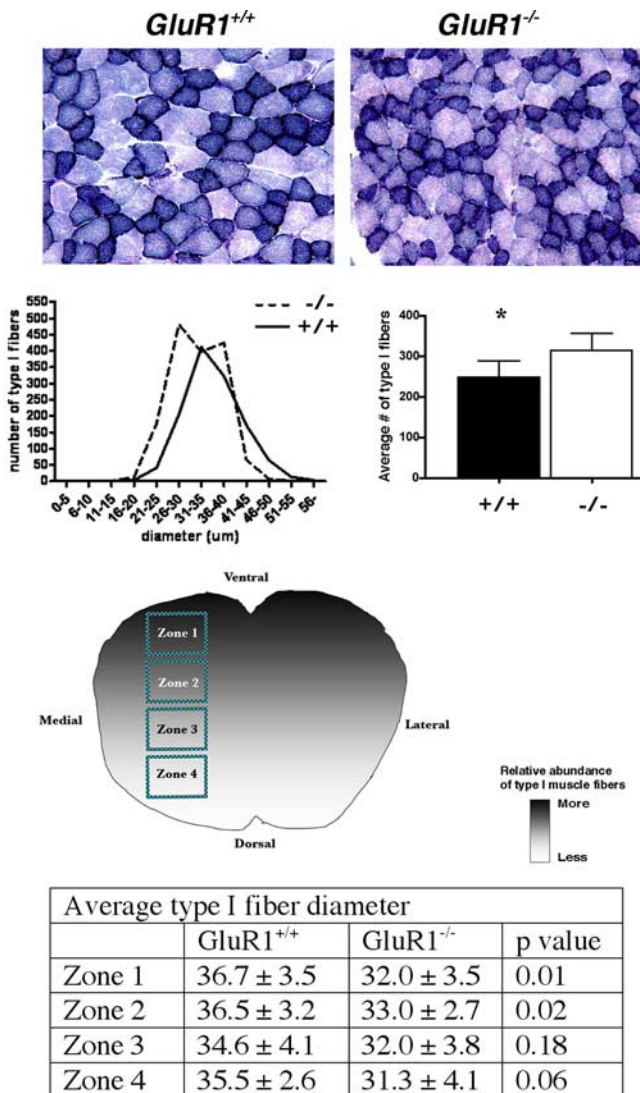 GluR1+/+ GluR1-/-
550
500
450
400
350
300
250
200
150
100
50
0
number of type I fibers
-/-
+/+
0-5 6-10 11-15 16-20 21-25 26-30 31-35 36-40 41-45 46-50 51-55 56-
diameter (um)
400
300
200
100
0
Average # of type I fibers
*
+/+ -/-
Ventral
Zone 1
Zone 2
Medial
Zone 3
Lateral
Zone 4
Dorsal
Relative abundance
of type I muscle fibers
More
Less
Average type I fiber diameter
GluR1+/+ GluR1-/- p value
Zone 1 36.7 ± 3.5 32.0 ± 3.5 0.01
Zone 2 36.5 ± 3.2 33.0 ± 2.7 0.02
Zone 3 34.6 ± 4.1 32.0 ± 3.8 0.18
Zone 4 35.5 ± 2.6 31.3 ± 4.1 0.06